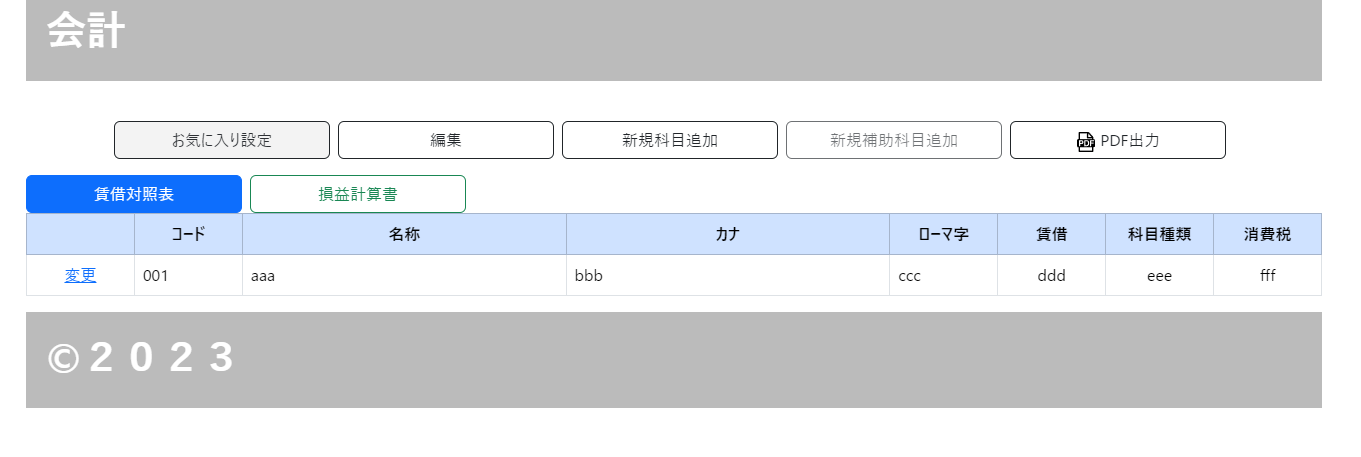 会計
お気に入り設定 編集 新規科目追加 新規補助科目追加 PDF PDF出力
賃借対照表 損益計算書
コード 名称 カナ ローマ字 賃借 科目種類 消費税
変更 001 aaa bbb ccc ddd eee fff
©２０２３